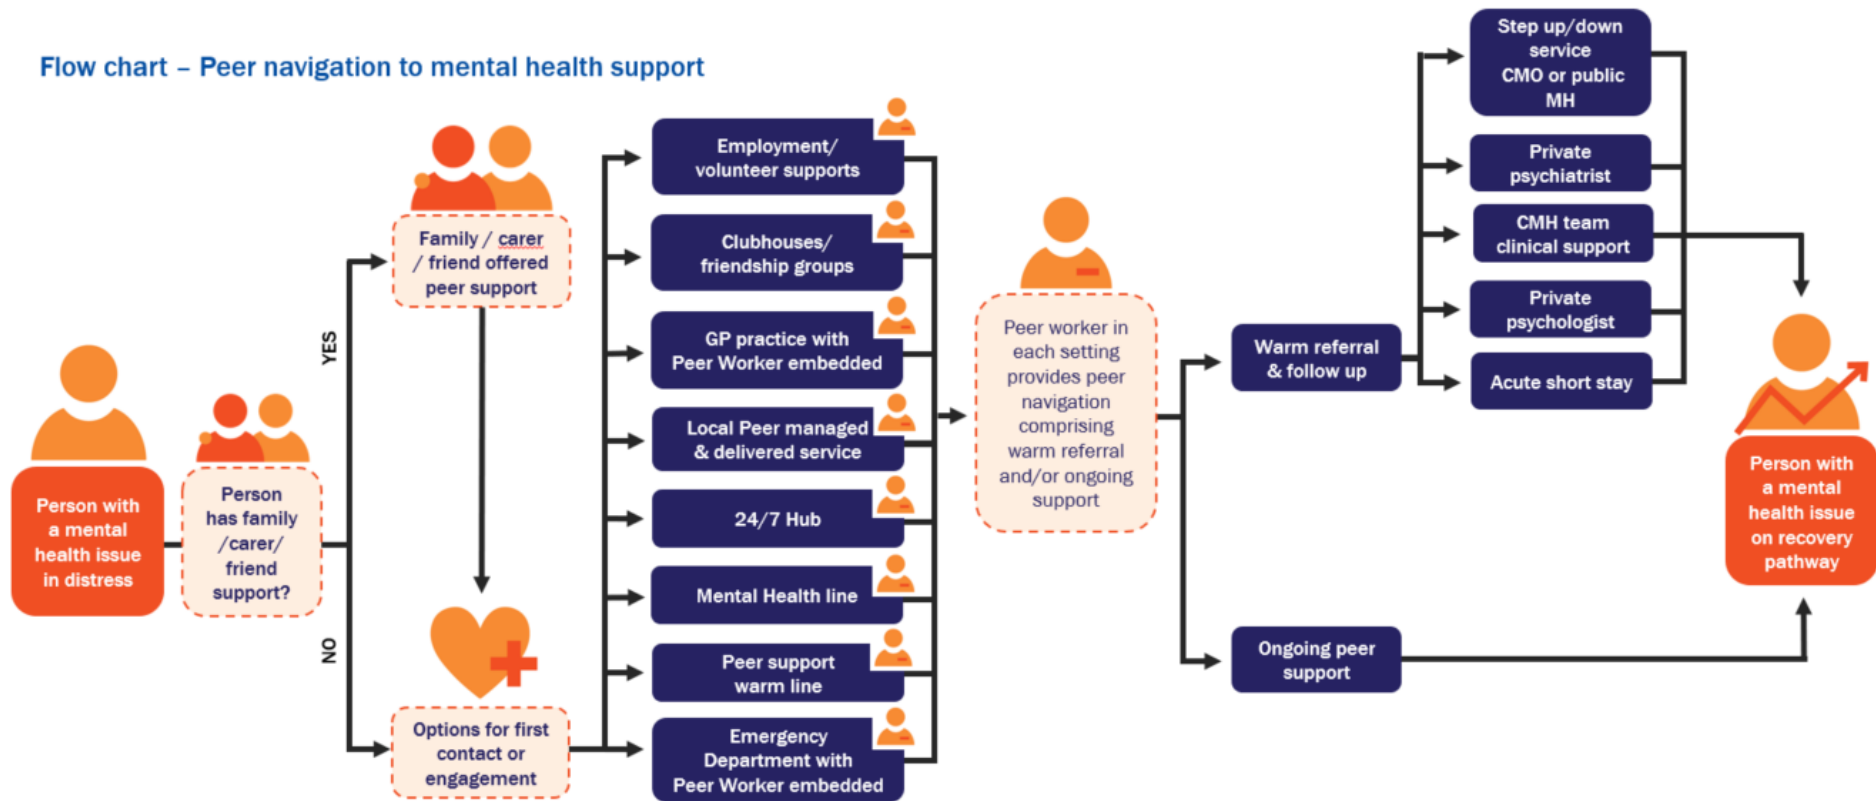 Flow chart – Peer navigation to mental health support
Person with
a mental
health issue
in distress
Person
has family
/carer/
friend
support?
YES
NO
Family / carer
/ friend offered
peer support
Options for first
contact or
engagement
Employment/
volunteer supports
Clubhouses/
friendship groups
GP practice with
Peer Worker embedded
Local Peer managed
& delivered service
24/7 Hub
Mental Health line
Peer support
warm line
Emergency
Department with
Peer Worker embedded
Peer worker in
each setting
provides peer
navigation
comprising
warm referral
and/or ongoing
support
Warm referral
& follow up
Ongoing peer
support
Step up/down
service
CMO or public
MH
Private
psychiatrist
CMH team
clinical support
Private
psychologist
Acute short stay
Person with
a mental
health issue
on recovery
pathway